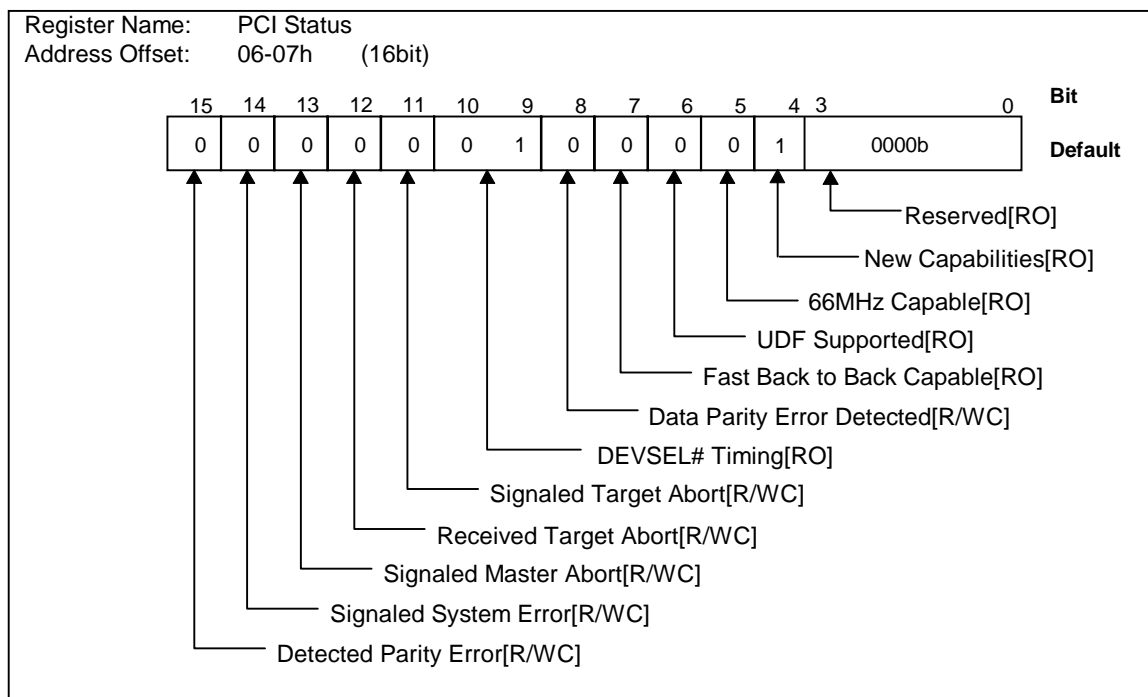 Register Name: PCI Status
Address Offset: 06-07h (16bit)
15 14 13 12 11 10 9 8 7 6 5 4 3 0 Bit
0 0 0 0 0 0 1 0 0 0 0 1 0000b Default
Reserved[RO]
New Capabilities[RO]
66MHz Capable[RO]
UDF Supported[RO]
Fast Back to Back Capable[RO]
Data Parity Error Detected[R/WC]
DEVSEL# Timing[RO]
Signaled Target Abort[R/WC]
Received Target Abort[R/WC]
Signaled Master Abort[R/WC]
Signaled System Error[R/WC]
Detected Parity Error[R/WC]